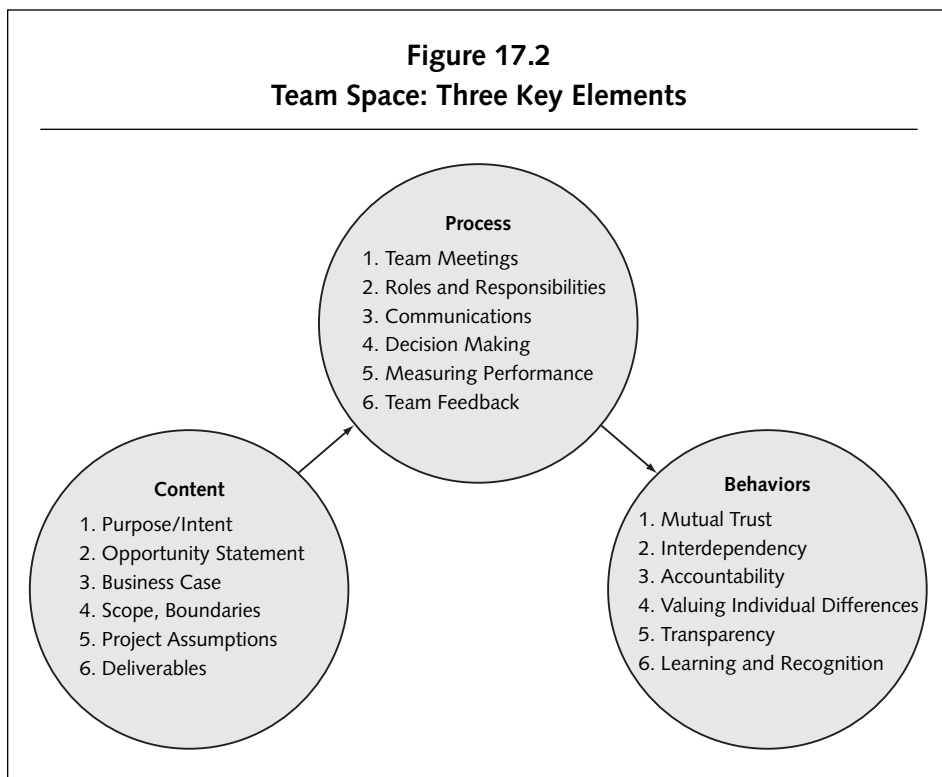 Figure 17.2
Team Space: Three Key Elements
Process
1. Team Meetings
2. Roles and Responsibilities
3. Communications
4. Decision Making
5. Measuring Performance
6. Team Feedback
Content
1. Purpose/Intent
2. Opportunity Statement
3. Business Case
4. Scope, Boundaries
5. Project Assumptions
6. Deliverables
Behaviors
1. Mutual Trust
2. Interdependency
3. Accountability
4. Valuing Individual Differences
5. Transparency
6. Learning and Recognition